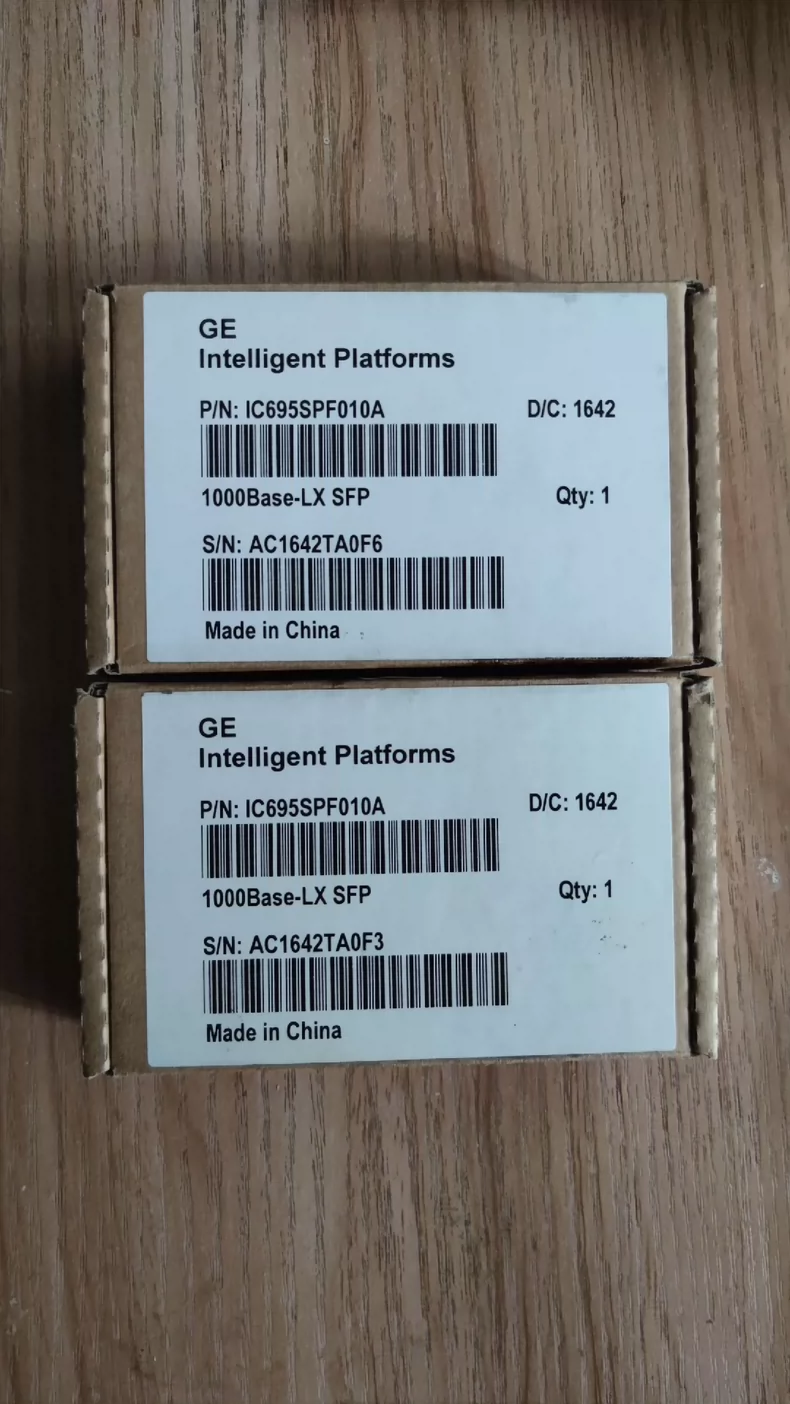 GE
Intelligent Platforms
P/N: IC695SPF010A D/C: 1642
1000Base-LX SFP Qty: 1
S/N: AC1642TA0F6
Made in China
GE
Intelligent Platforms
P/N: IC695SPF010A D/C: 1642
1000Base-LX SFP Qty: 1
S/N: AC1642TA0F3
Made in China